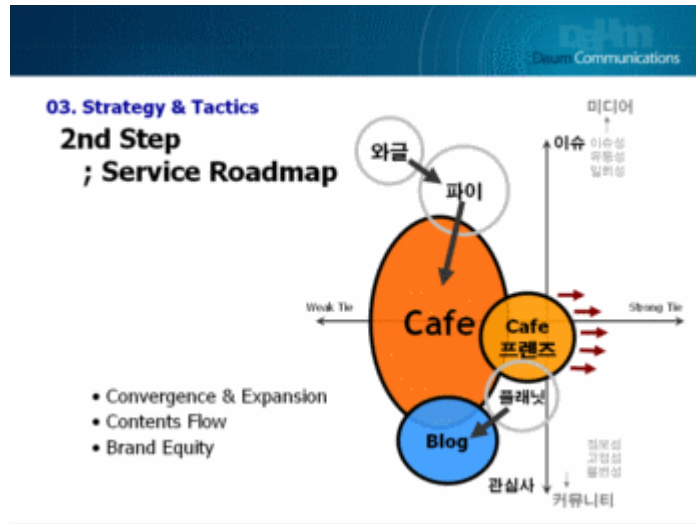 Daum
Daum Communications
03. Strategy & Tactics
2nd Step
; Service Roadmap
미디어
이슈
이슈성
유동성
일회성
와글
파이
Weak Tie
Strong Tie
Cafe
Cafe
프렌즈
• Convergence & Expansion
• Contents Flow
• Brand Equity
플래닛
Blog
정보성
고정성
불변성
관심사
커뮤니티